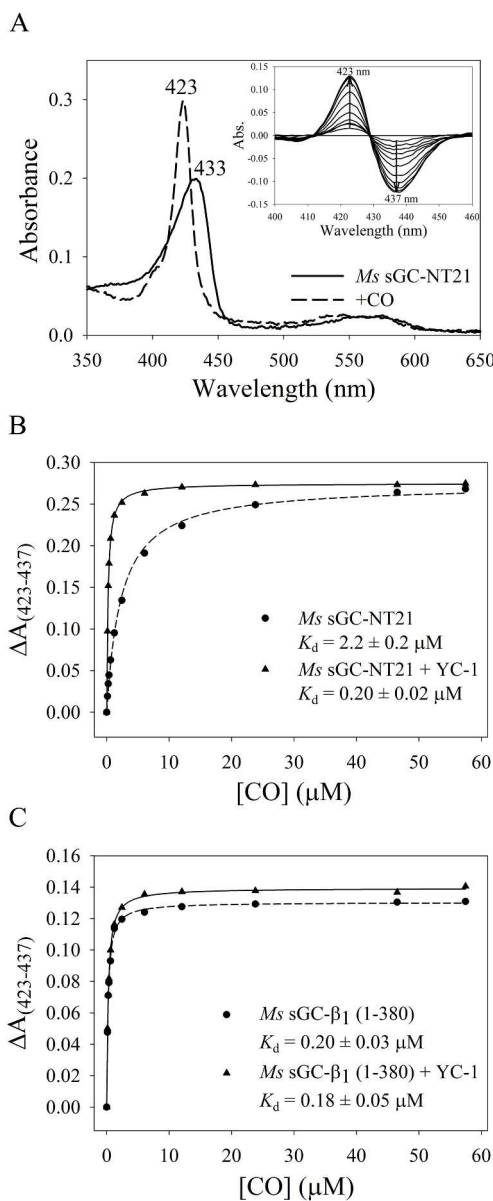 A
423
433
0.3
0.2
0.1
0.0
Absorbance
350 400 450 500 550 600 650
Wavelength (nm)
Ms sGC-NT21
+CO
0.15
0.10
0.05
0.00
-0.05
-0.10
-0.15
Abs.
423 nm
437 nm
400 410 420 430 440 450 460
Wavelength (nm)
B
0.30
0.25
0.20
0.15
0.10
0.05
0.00
ΔA(423-437)
Ms sGC-NT21
Kd = 2.2 ± 0.2 μM
Ms sGC-NT21 + YC-1
Kd = 0.20 ± 0.02 μM
0 10 20 30 40 50 60
[CO] (μM)
C
0.16
0.14
0.12
0.10
0.08
0.06
0.04
0.02
0.00
ΔA(423-437)
Ms sGC-β1 (1-380)
Kd = 0.20 ± 0.03 μM
Ms sGC-β1 (1-380) + YC-1
Kd = 0.18 ± 0.05 μM
0 10 20 30 40 50 60
[CO] (μM)